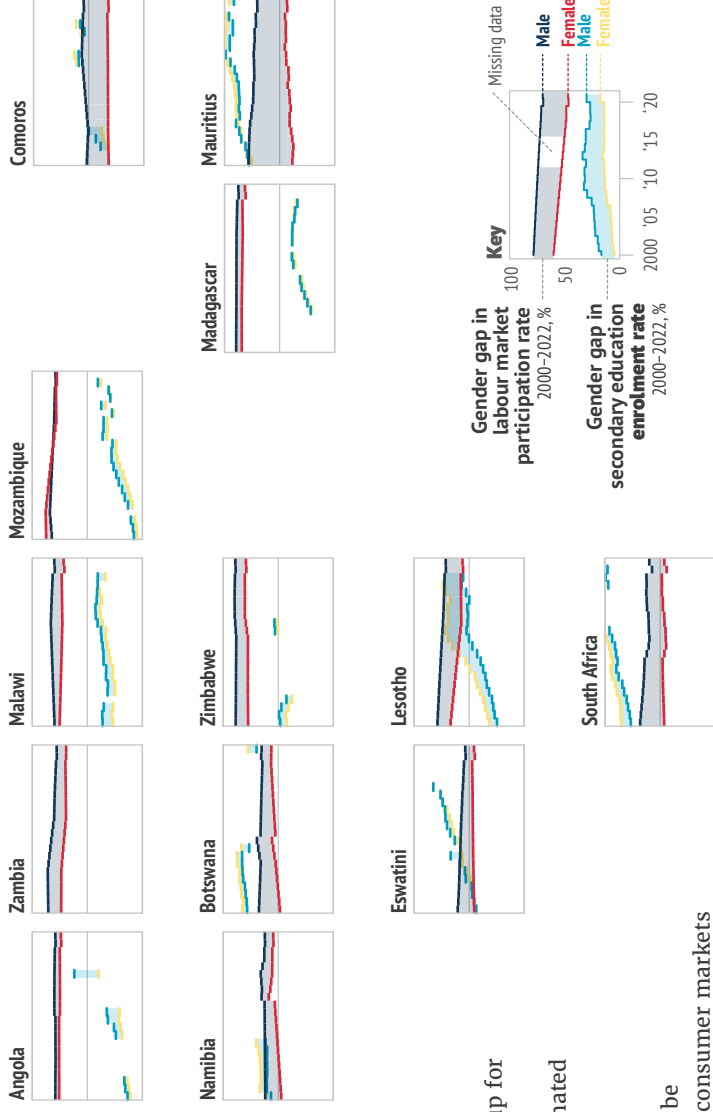 Comoros
Mauritius
Madagascar
Mozambique
Malawi
Zimbabwe
Lesotho
South Africa
Zambia
Botswana
Eswatini
Angola
Namibia
Key
Missing data
Male
Female
Male
Female
100
50
0
2000 '05 '10 '15 '20
Gender gap in
labour market
participation rate
2000–2022, %
Gender gap in
secondary education
enrolment rate
2000–2022, %
for
be
consumer markets